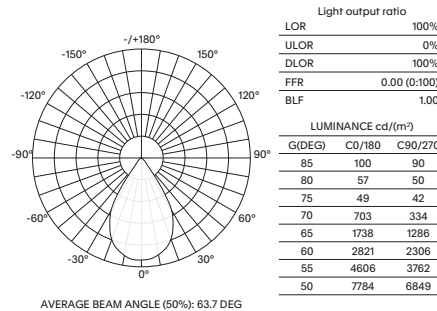 -/+180°
-150°
150°
-120°
120°
-90°
90°
-60°
60°
-30°
30°
0°
AVERAGE BEAM ANGLE (50%): 63.7 DEG
Light output ratio
LOR 100%
ULOR 0%
DLOR 100%
FFR 0.00 (0:100)
BLF 1.00
LUMINANCE cd/(m²)
G(DEG) C0/180 C90/270
85 100 90
80 57 50
75 49 42
70 703 334
65 1738 1286
60 2821 2306
55 4606 3762
50 7784 6849